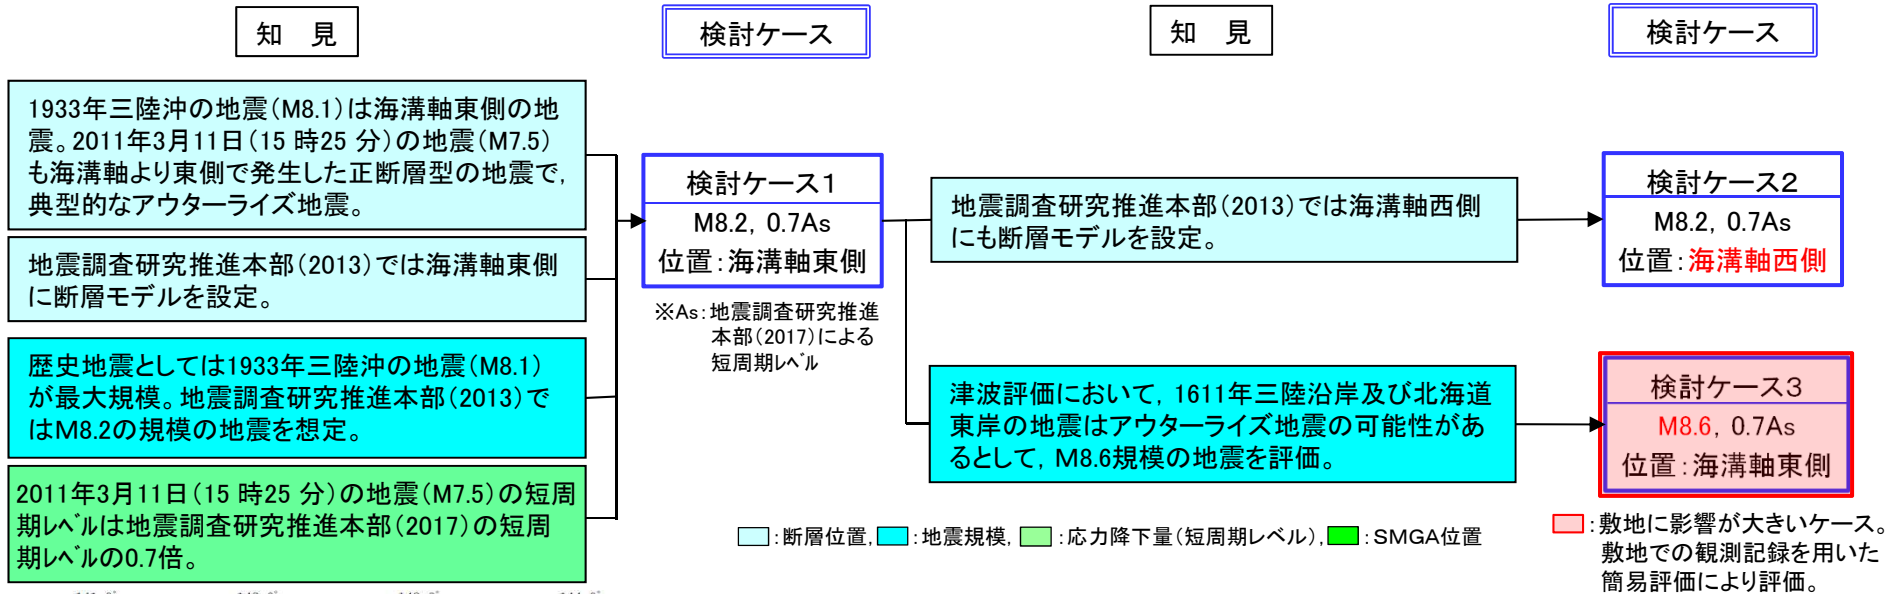 知　見
検討ケース
知　見
検討ケース
1933年三陸沖の地震(M8.1)は海溝軸東側の地
震。2011年3月11日(15 時25 分)の地震(M7.5)
も海溝軸より東側で発生した正断層型の地震で,
典型的なアウターライズ地震。
地震調査研究推進本部(2013)では海溝軸東側
に断層モデルを設定。
歴史地震としては1933年三陸沖の地震(M8.1)
が最大規模。地震調査研究推進本部(2013)で
はM8.2の規模の地震を想定。
2011年3月11日(15 時25 分)の地震(M7.5)の短周
期レベルは地震調査研究推進本部(2017)の短周
期レベルの0.7倍。
検討ケース1
M8.2, 0.7As
位置:海溝軸東側
※As:地震調査研究推進
本部(2017)による
短周期レベル
地震調査研究推進本部(2013)では海溝軸西側
にも断層モデルを設定。
津波評価において, 1611年三陸沿岸及び北海道
東岸の地震はアウターライズ地震の可能性があ
るとして, M8.6規模の地震を評価。
検討ケース2
M8.2, 0.7As
位置:海溝軸西側
検討ケース3
M8.6, 0.7As
位置:海溝軸東側
:断層位置, :地震規模, :応力降下量(短周期レベル), :SMGA位置
:敷地に影響が大きいケース。
敷地での観測記録を用いた
簡易評価により評価。